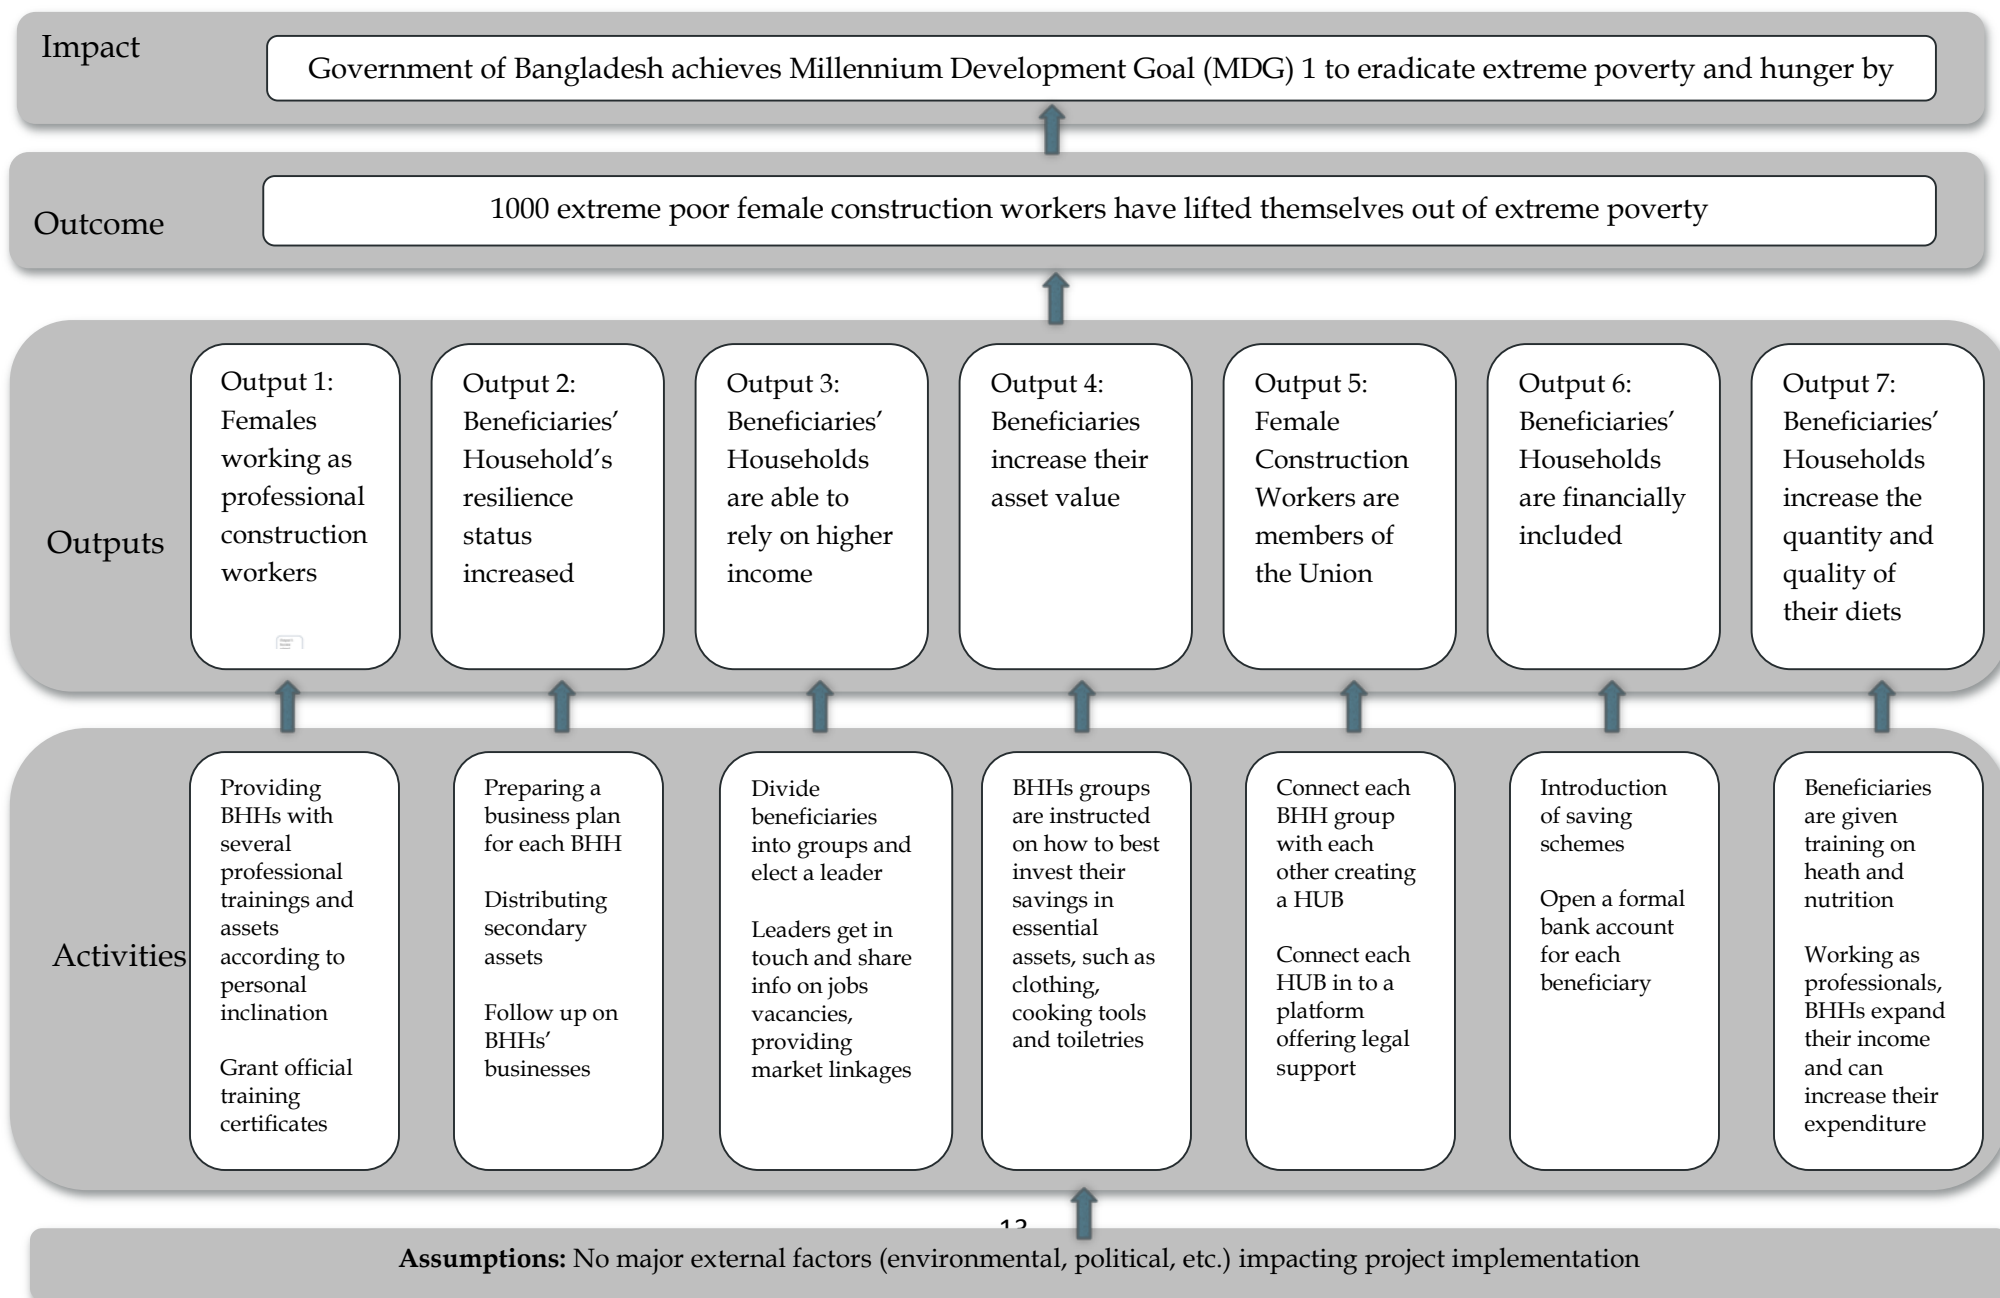 Impact
Government of Bangladesh achieves Millennium Development Goal (MDG) 1 to eradicate extreme poverty and hunger by
Outcome
1000 extreme poor female construction workers have lifted themselves out of extreme poverty
Outputs
Output 1:
Females
working as
professional
construction
workers
Output 2:
Beneficiaries’
Household’s
resilience
status
increased
Output 3:
Beneficiaries’
Households
are able to
rely on higher
income
Output 4:
Beneficiaries
increase their
asset value
Output 5:
Female
Construction
Workers are
members of
the Union
Output 6:
Beneficiaries’
Households
are financially
included
Output 7:
Beneficiaries’
Households
increase the
quantity and
quality of
their diets
Activities
Providing
BHHs with
several
professional
trainings and
assets
according to
personal
inclination
Grant official
training
certificates
Preparing a
business plan
for each BHH
Distributing
secondary
assets
Follow up on
BHHs’
businesses
Divide
beneficiaries
into groups and
elect a leader
Leaders get in
touch and share
info on jobs
vacancies,
providing
market linkages
BHHs groups
are instructed
on how to best
invest their
savings in
essential
assets, such as
clothing,
cooking tools
and toiletries
Connect each
BHH group
with each
other creating
a HUB
Connect each
HUB in to a
platform
offering legal
support
Introduction
of saving
schemes
Open a formal
bank account
for each
beneficiary
Beneficiaries
are given
training on
heath and
nutrition
Working as
professionals,
BHHs expand
their income
and can
increase their
expenditure
Assumptions: No major external factors (environmental, political, etc.) impacting project implementation